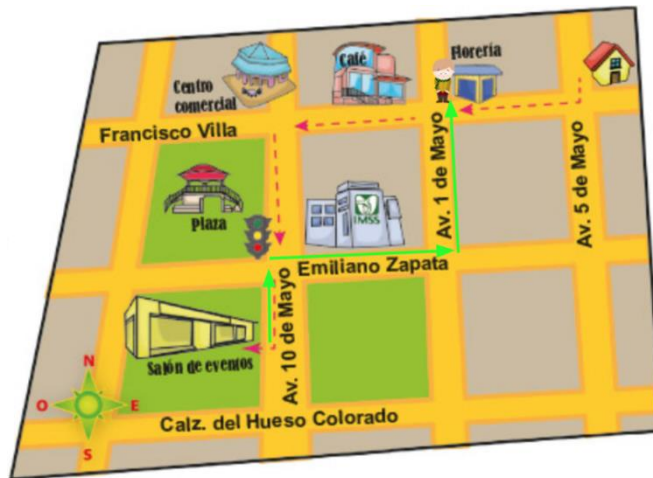 Centro
comercial
Café
Florería
Francisco Villa
Av. 1 de Mayo
Av. 5 de Mayo
Plaza
IMSS
Emiliano Zapata
Av. 10 de Mayo
Salón de eventos
N
O
E
S
Calz. del Hueso Colorado